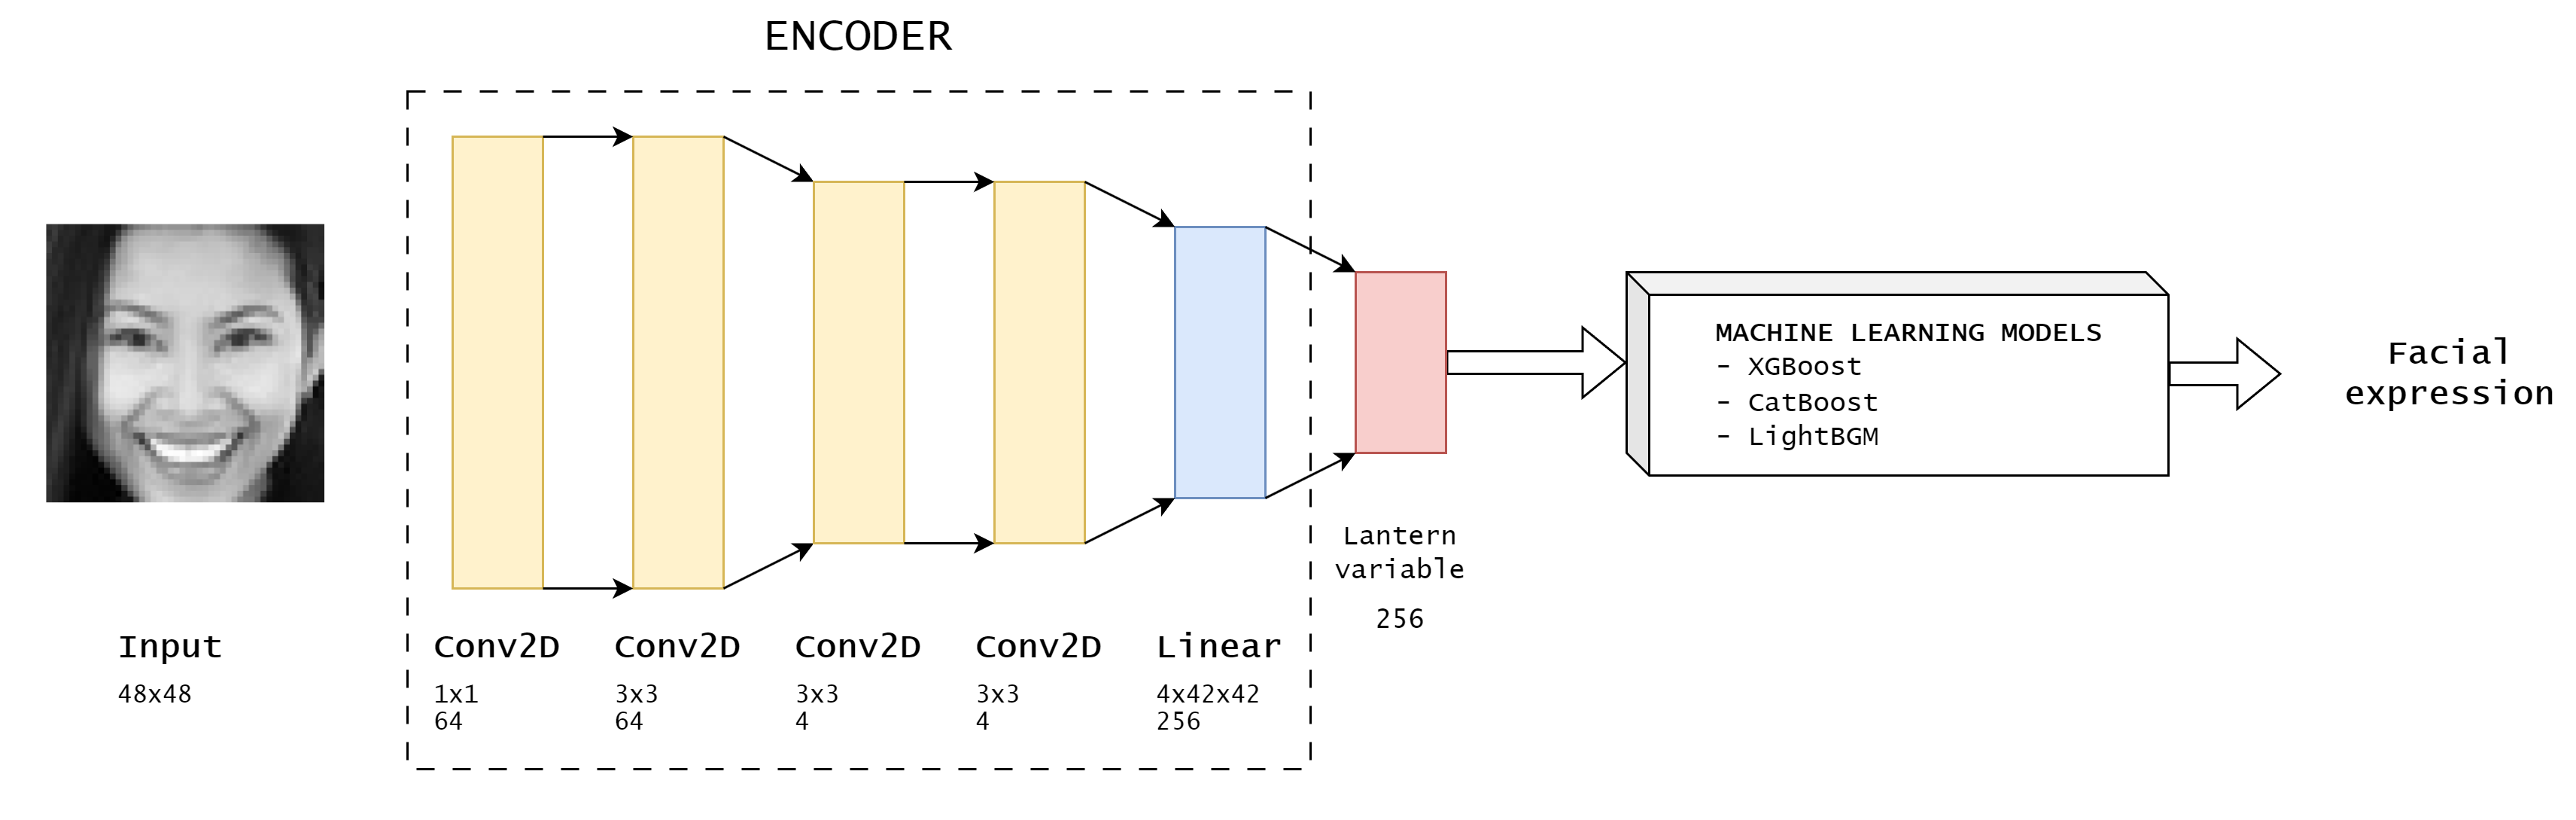 ENCODER
MACHINE LEARNING MODELS
- XGBoost
- CatBoost
- LightBGM
Facial
expression
Lantern
variable
256
Input
48x48
Conv2D
1x1
64
Conv2D
3x3
64
Conv2D
3x3
4
Conv2D
3x3
4
Linear
4x42x42
256